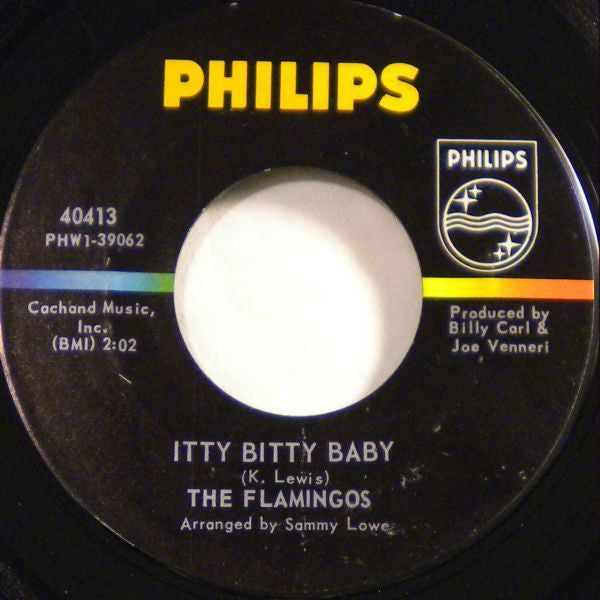 PHILIPS
PHILIPS
40413
PHW1-39062
Cachand Music,
Inc.
(BMI) 2:02
Produced by
Billy Carl &
Joe Venneri
ITTY BITTY BABY
(K. Lewis)
THE FLAMINGOS
Arranged by Sammy Lowe